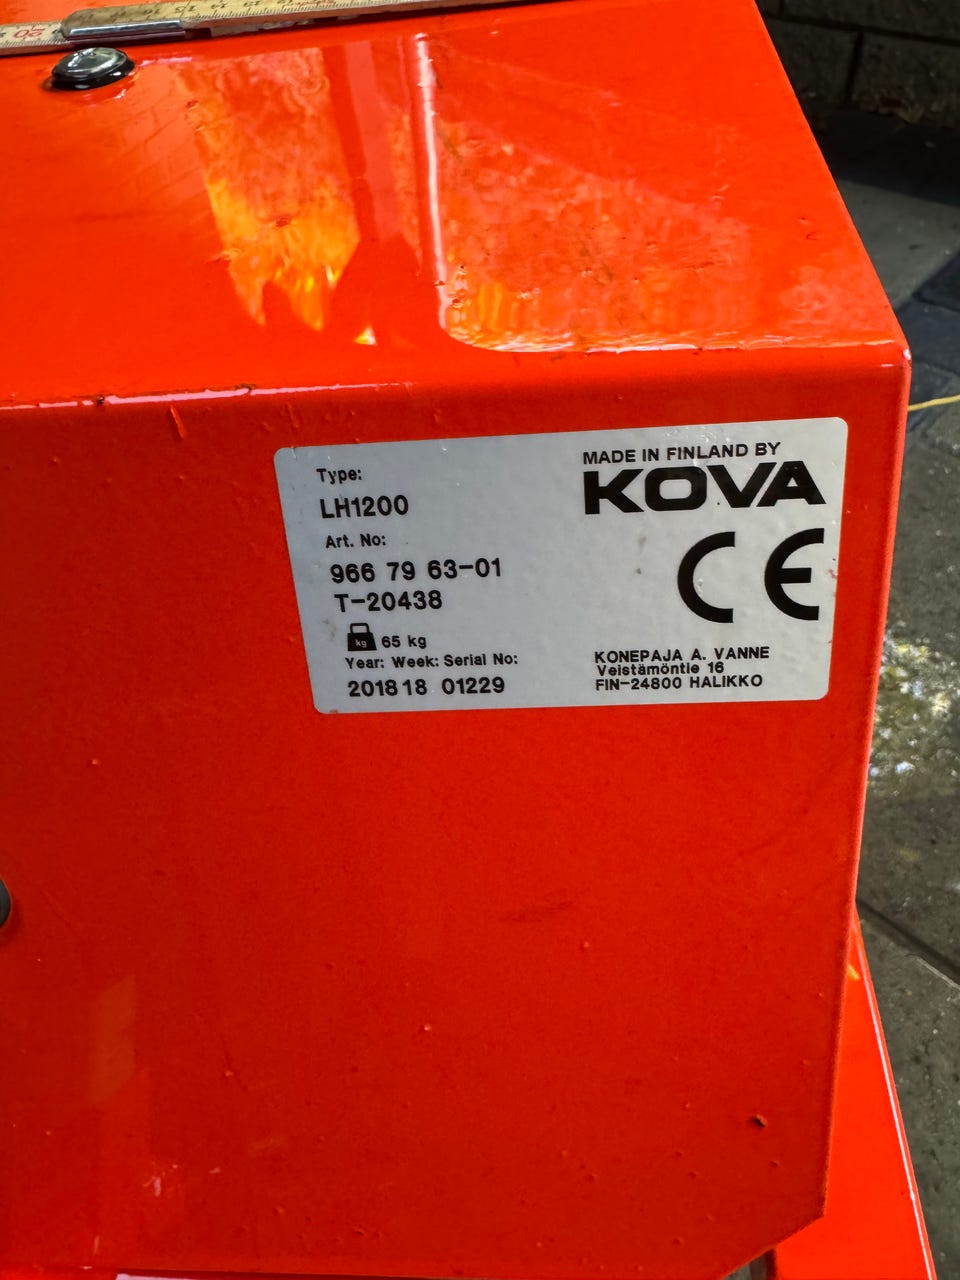 Type:
LH1200
Art. No:
966 79 63-01
T-20438
kg 65 kg
Year: Week: Serial No:
2018 18 01229
MADE IN FINLAND BY
KOVA
CE
KONEPAJA A. VANNE
Veistämöntie 16
FIN-24800 HALIKKO